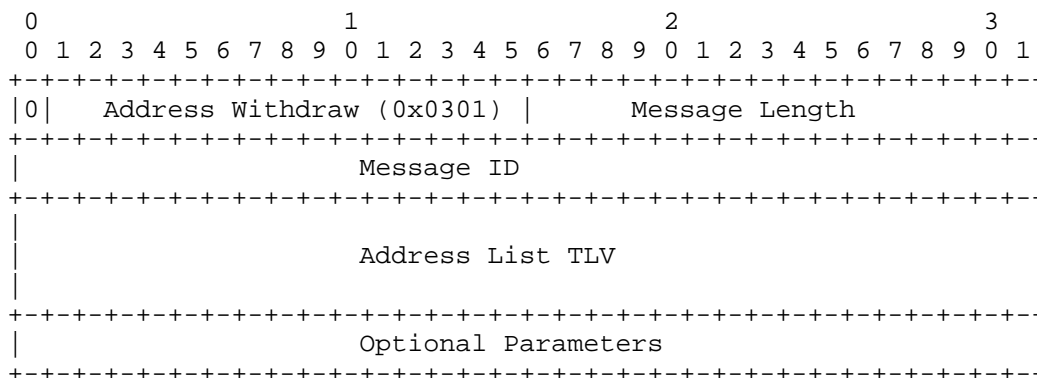 0                   1                   2                   3
 0 1 2 3 4 5 6 7 8 9 0 1 2 3 4 5 6 7 8 9 0 1 2 3 4 5 6 7 8 9 0 1
+-+-+-+-+-+-+-+-+-+-+-+-+-+-+-+-+-+-+-+-+-+-+-+-+-+-+-+-+-+-+-+-
|0|   Address Withdraw (0x0301) |      Message Length
+-+-+-+-+-+-+-+-+-+-+-+-+-+-+-+-+-+-+-+-+-+-+-+-+-+-+-+-+-+-+-+-
|                     Message ID
+-+-+-+-+-+-+-+-+-+-+-+-+-+-+-+-+-+-+-+-+-+-+-+-+-+-+-+-+-+-+-+-
|
|                     Address List TLV
|
+-+-+-+-+-+-+-+-+-+-+-+-+-+-+-+-+-+-+-+-+-+-+-+-+-+-+-+-+-+-+-+-
|                     Optional Parameters
+-+-+-+-+-+-+-+-+-+-+-+-+-+-+-+-+-+-+-+-+-+-+-+-+-+-+-+-+-+-+-+-